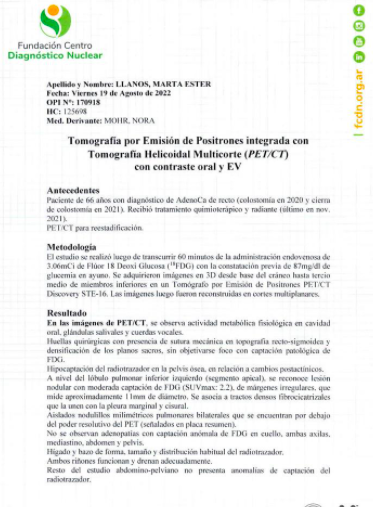 Fundación Centro
Diagnóstico Nuclear
fcdn.org.ar
Apellido y Nombre: LLANOS, MARTA ESTER
Fecha: Viernes 19 de Agosto de 2022
OPI Nº: 170918
HC: 125698
Med. Derivante: MOHR, NORA
Tomografía por Emisión de Positrones integrada con
Tomografía Helicoidal Multicorte (PET/CT)
con contraste oral y EV
Antecedentes
Paciente de 66 años con diagnóstico de AdenoCa de recto (colostomía en 2020 y cierra
de colostomía en 2021). Recibió tratamiento quimioterápico y radiante (último en nov.
2021).
PET/CT para reestadificación.
Metodología
El estudio se realizó luego de transcurrir 60 minutos de la administración endovenosa de
3.06mCi de Flúor 18 Deoxi Glucosa (¹⁸FDG) con la constatación previa de 87mg/dl de
glucemia en ayuno. Se adquirieron imágenes en 3D desde base del cráneo hasta tercio
medio de miembros inferiores en un Tomógrafo por Emisión de Positrones PET/CT
Discovery STE-16. Las imágenes luego fueron reconstruidas en cortes multiplanares.
Resultado
En las imágenes de PET/CT, se observa actividad metabólica fisiológica en cavidad
oral, glándulas salivales y cuerdas vocales.
Huellas quirúrgicas con presencia de sutura mecánica en topografía recto-sigmoidea y
densificación de los planos sacros, sin objetivarse foco con captación patológica de
FDG.
Hipocaptación del radiotrazador en la pelvis ósea, en relación a cambios postactínicos.
A nivel del lóbulo pulmonar inferior izquierdo (segmento apical), se reconoce lesión
nodular con moderada captación de FDG (SUVmax: 2.2), de márgenes irregulares, que
mide aproximadamente 11mm de diámetro. Se asocia a tractos densos fibrocicatrizales
que la unen con la pleura marginal y cisural.
Aislados nodulillos milimétricos pulmonares bilaterales que se encuentran por debajo
del poder resolutivo del PET (señalados en placa resumen).
No se observan adenopatías con captación anómala de FDG en cuello, ambas axilas,
mediastino, abdomen y pelvis.
Hígado y bazo de forma, tamaño y distribución habitual del radiotrazador.
Ambos riñones funcionan y drenan adecuadamente.
Resto del estudio abdomino-pelviano no presenta anomalías de captación del
radiotrazador.